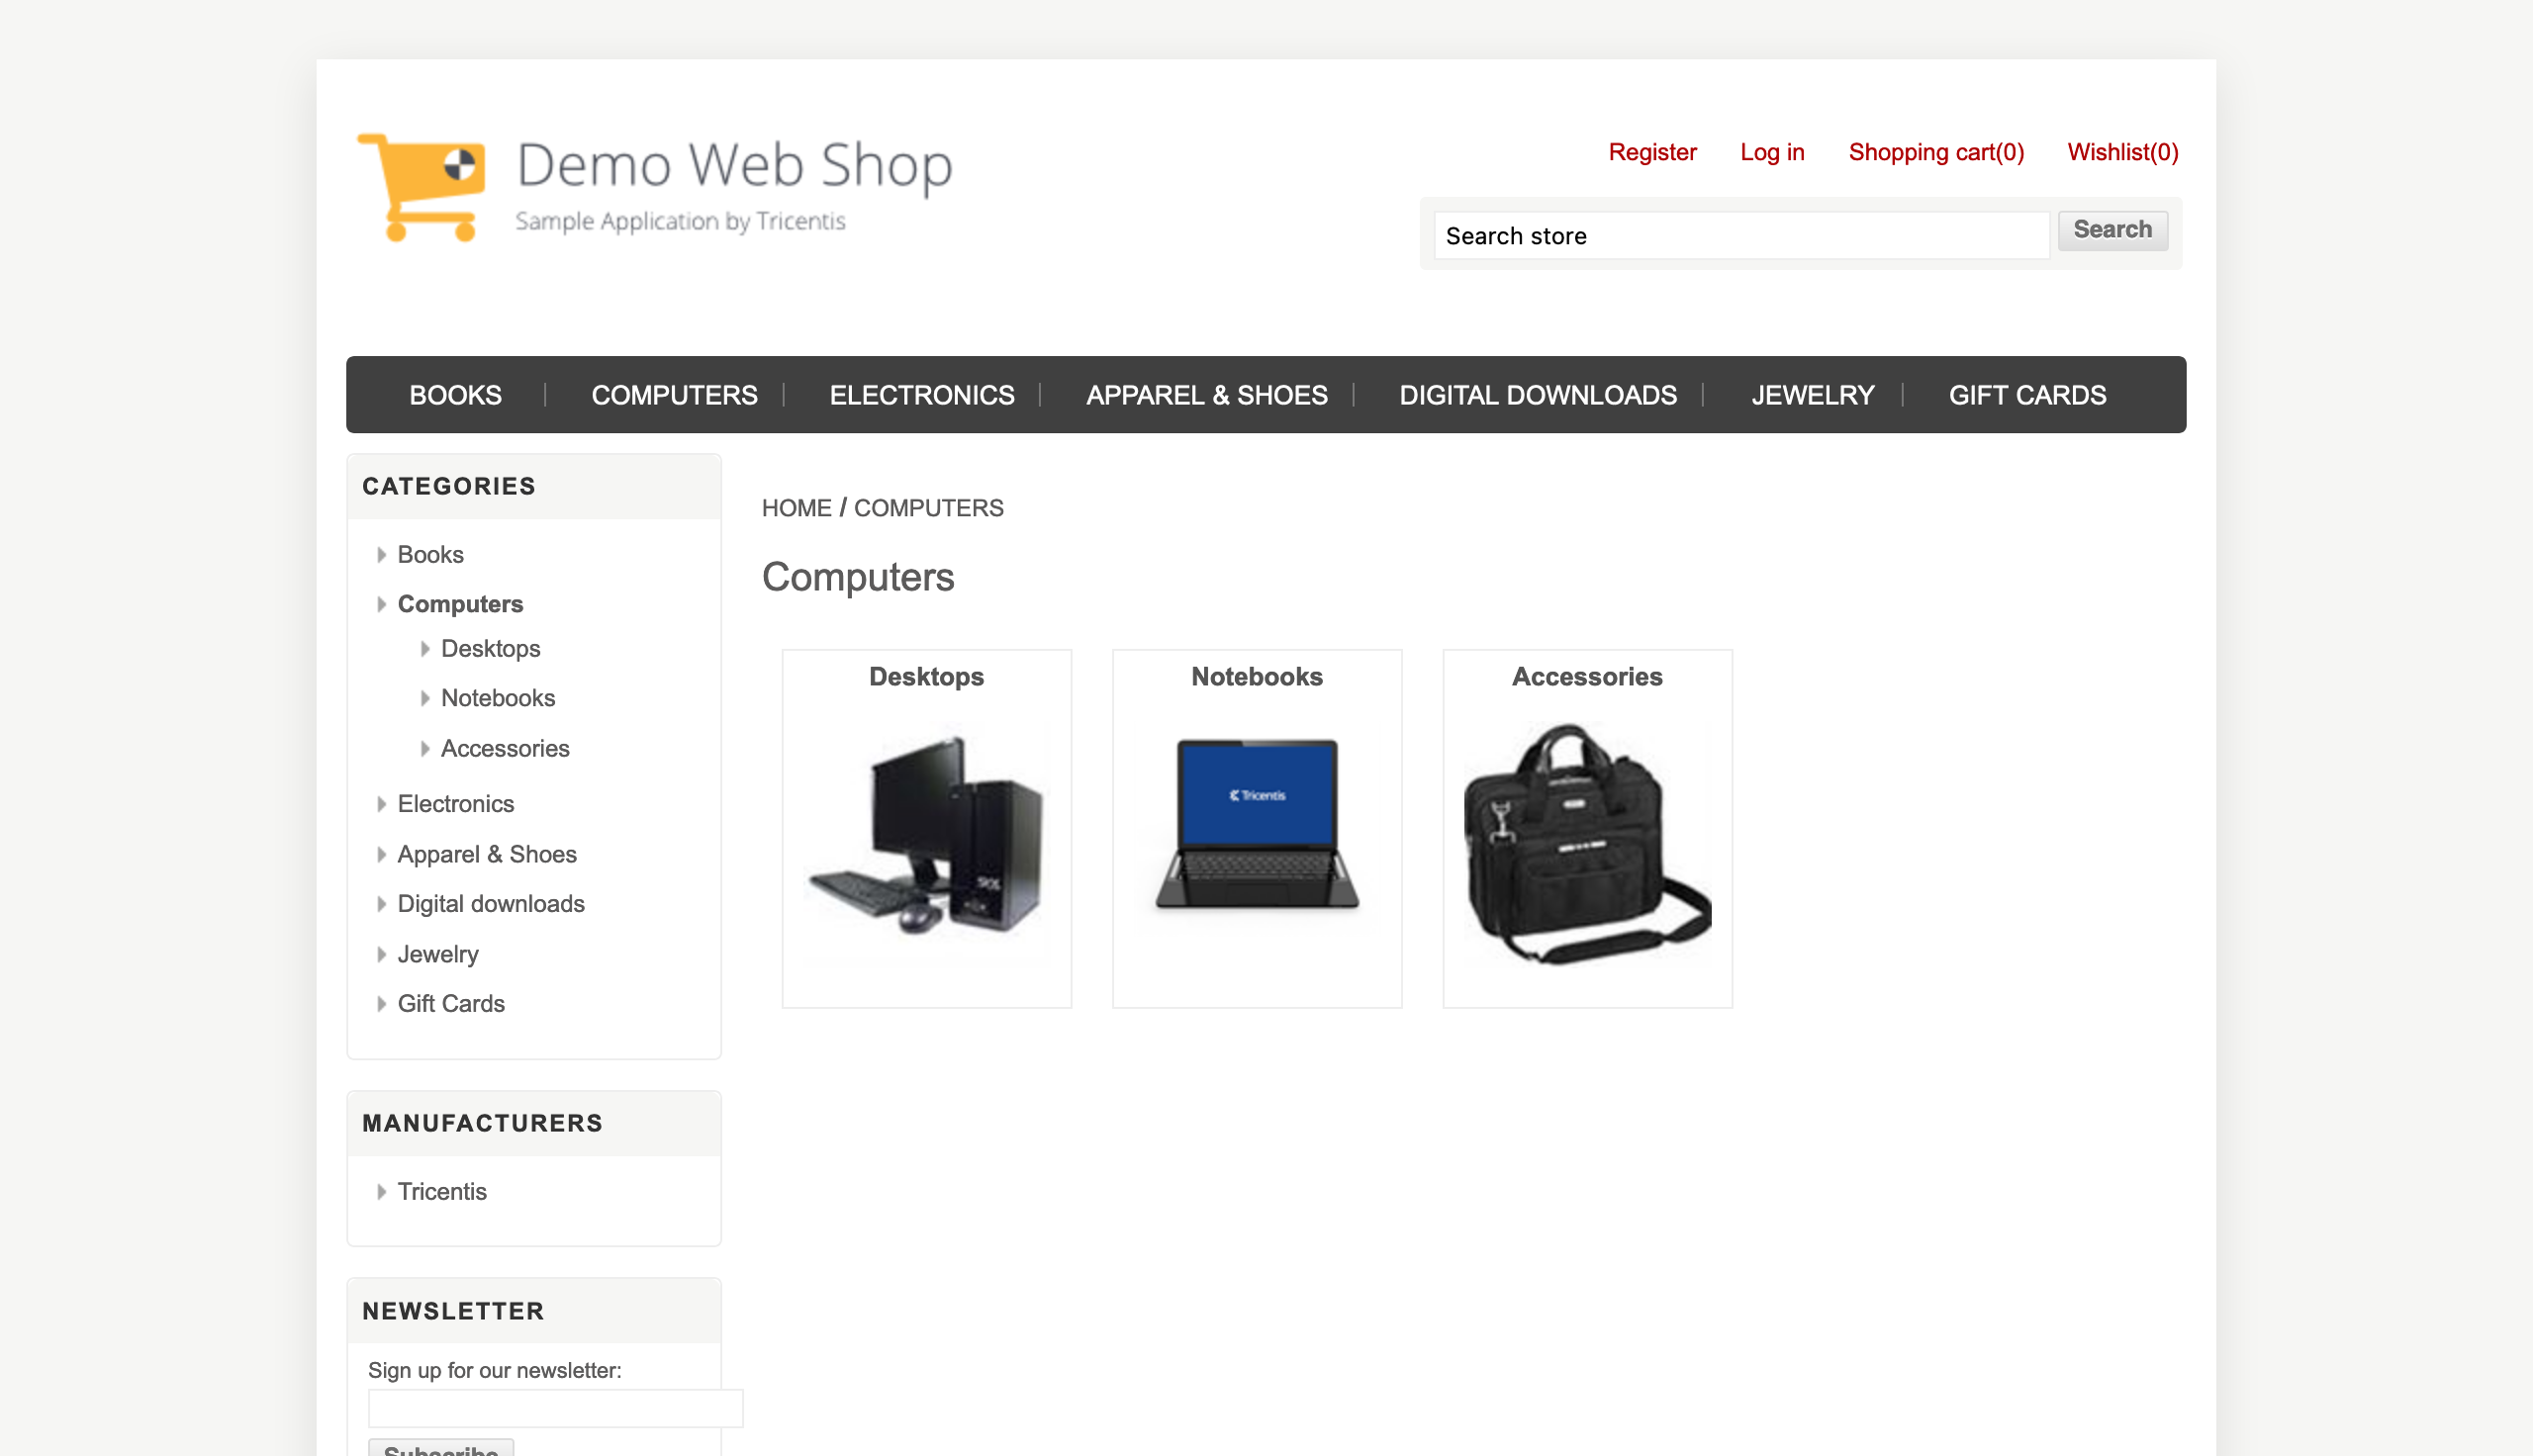 Demo Web Shop
Sample Application by Tricentis
Register Log in Shopping cart(0) Wishlist(0)
Search store Search
BOOKS COMPUTERS ELECTRONICS APPAREL & SHOES DIGITAL DOWNLOADS JEWELRY GIFT CARDS
CATEGORIES
Books
Computers
Desktops
Notebooks
Accessories
Electronics
Apparel & Shoes
Digital downloads
Jewelry
Gift Cards
MANUFACTURERS
Tricentis
NEWSLETTER
Sign up for our newsletter:
Subscribe
HOME / COMPUTERS
Computers
Desktops Notebooks Accessories
Tricentis